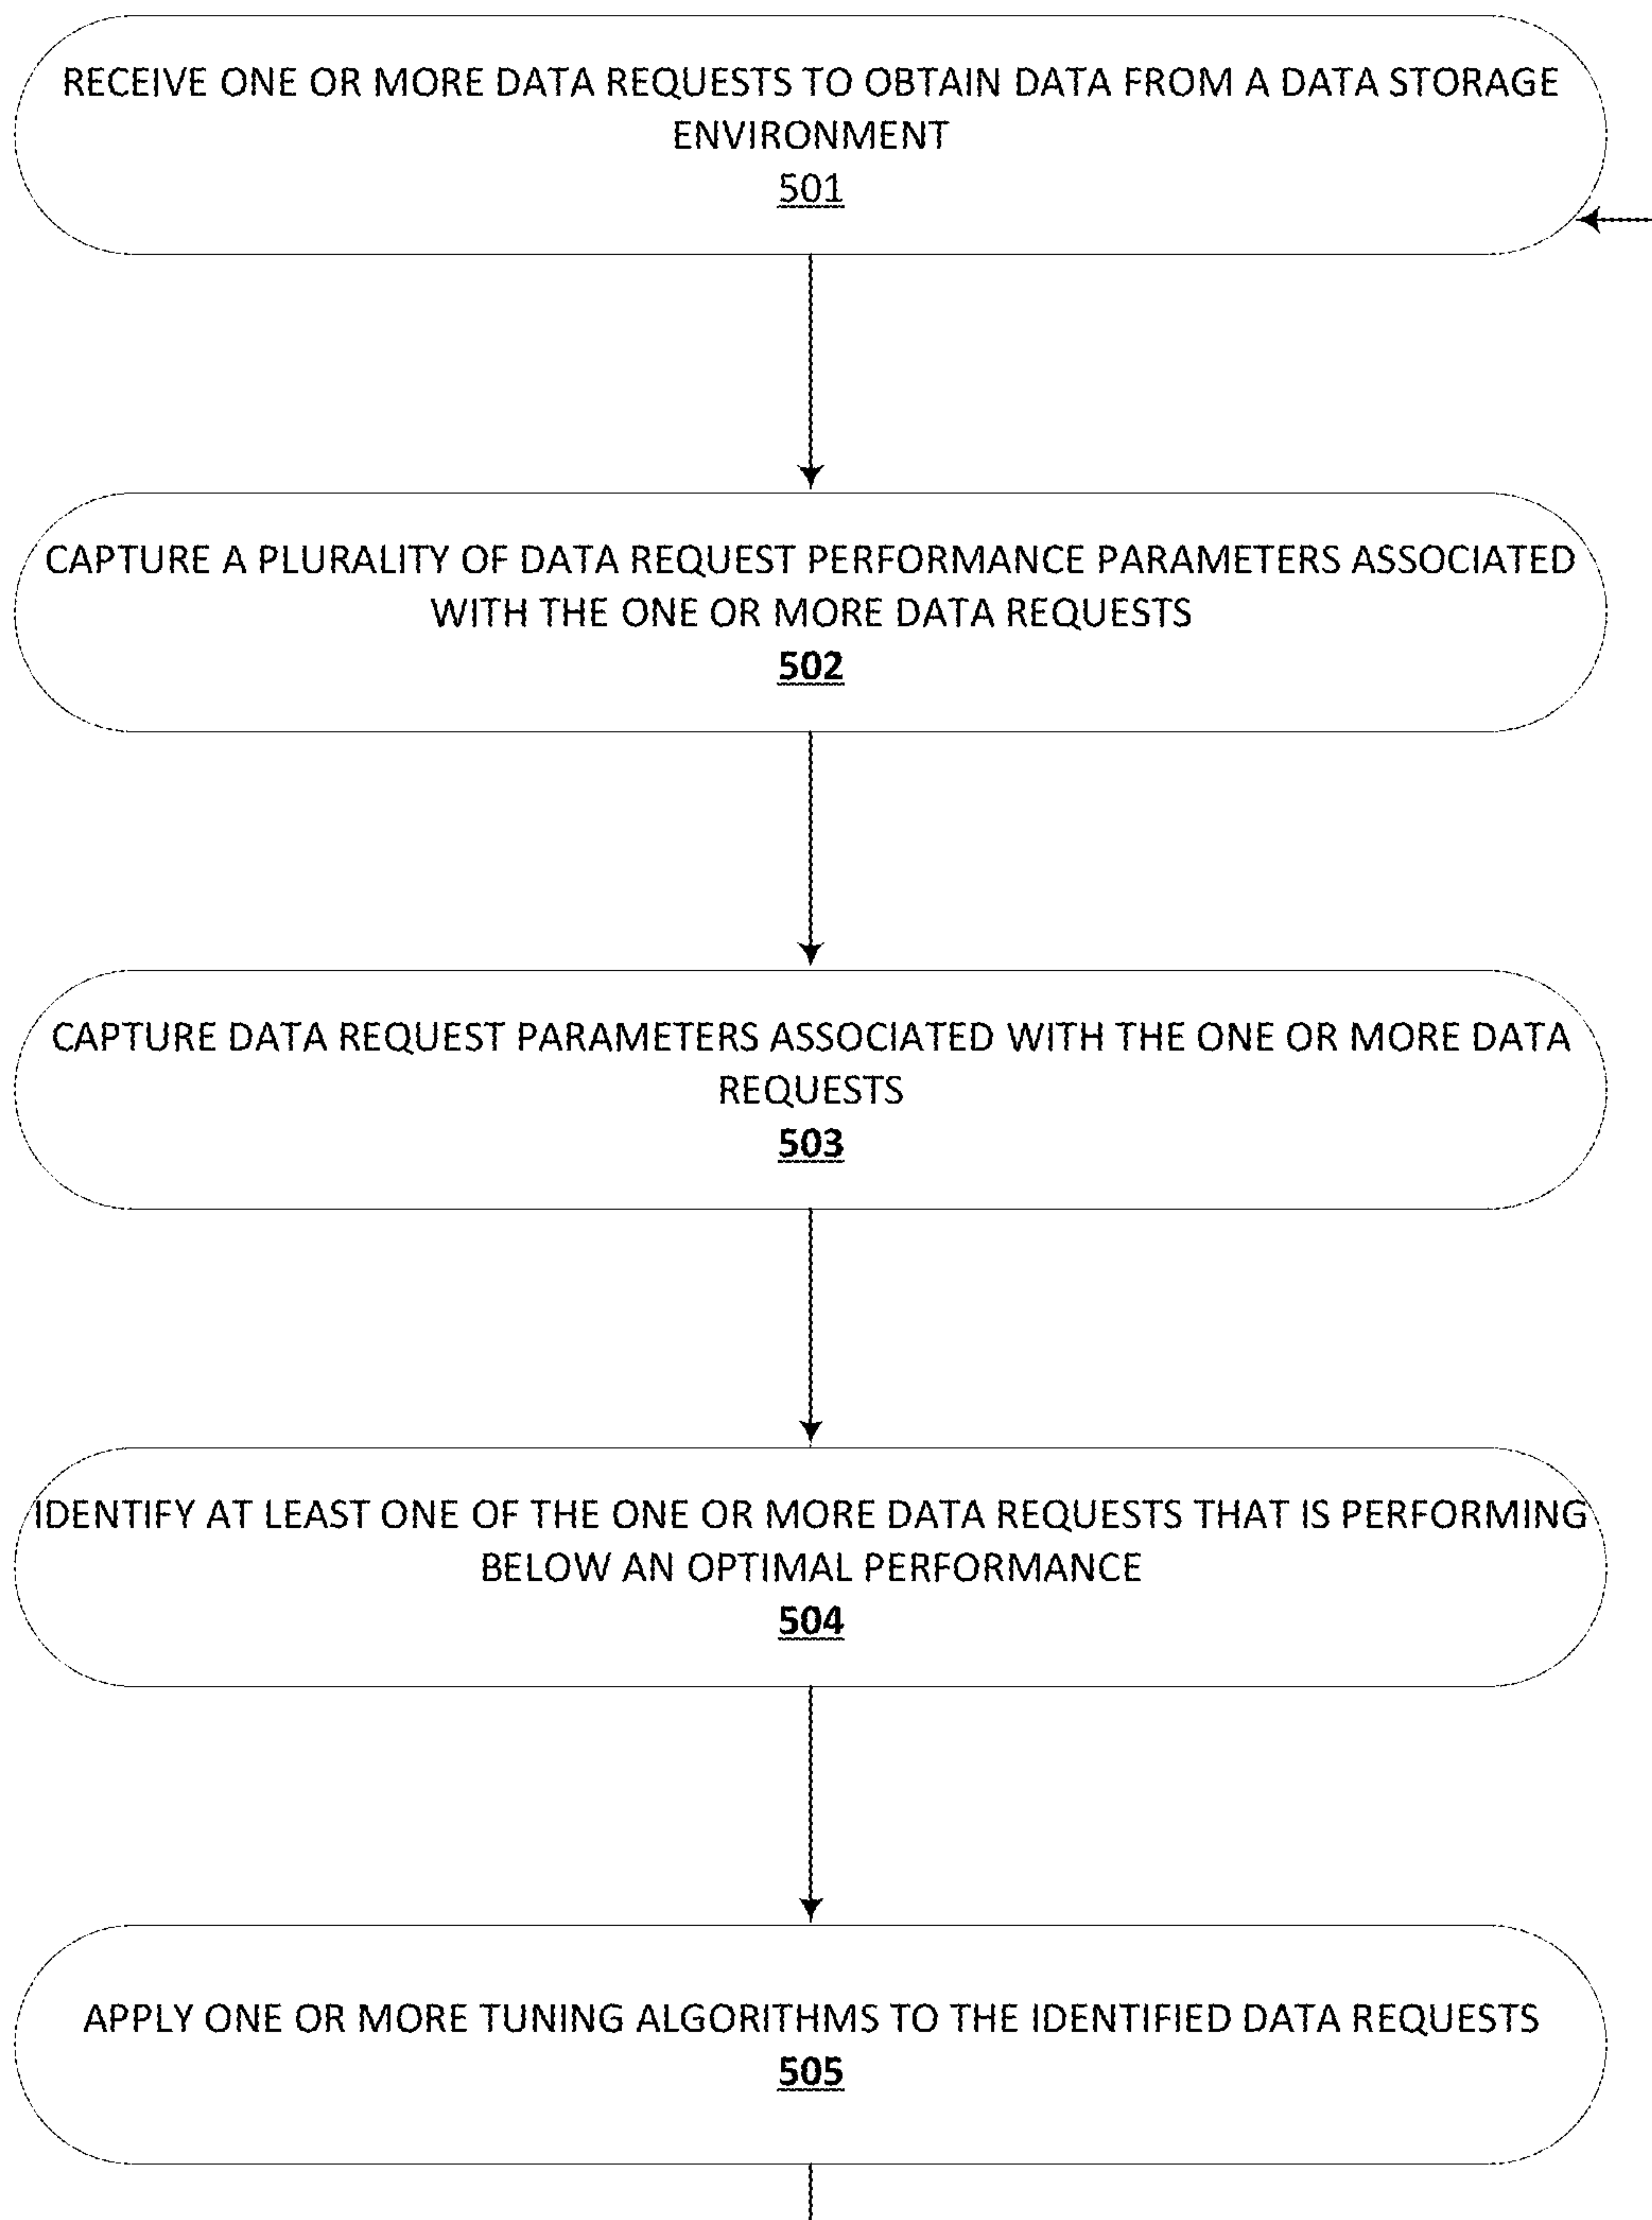 RECEIVE ONE OR MORE DATA REQUESTS TO OBTAIN DATA FROM A DATA STORAGE
ENVIRONMENT
501
CAPTURE A PLURALITY OF DATA REQUEST PERFORMANCE PARAMETERS ASSOCIATED
WITH THE ONE OR MORE DATA REQUESTS
502
CAPTURE DATA REQUEST PARAMETERS ASSOCIATED WITH THE ONE OR MORE DATA
REQUESTS
503
IDENTIFY AT LEAST ONE OF THE ONE OR MORE DATA REQUESTS THAT IS PERFORMING
BELOW AN OPTIMAL PERFORMANCE
504
APPLY ONE OR MORE TUNING ALGORITHMS TO THE IDENTIFIED DATA REQUESTS
505